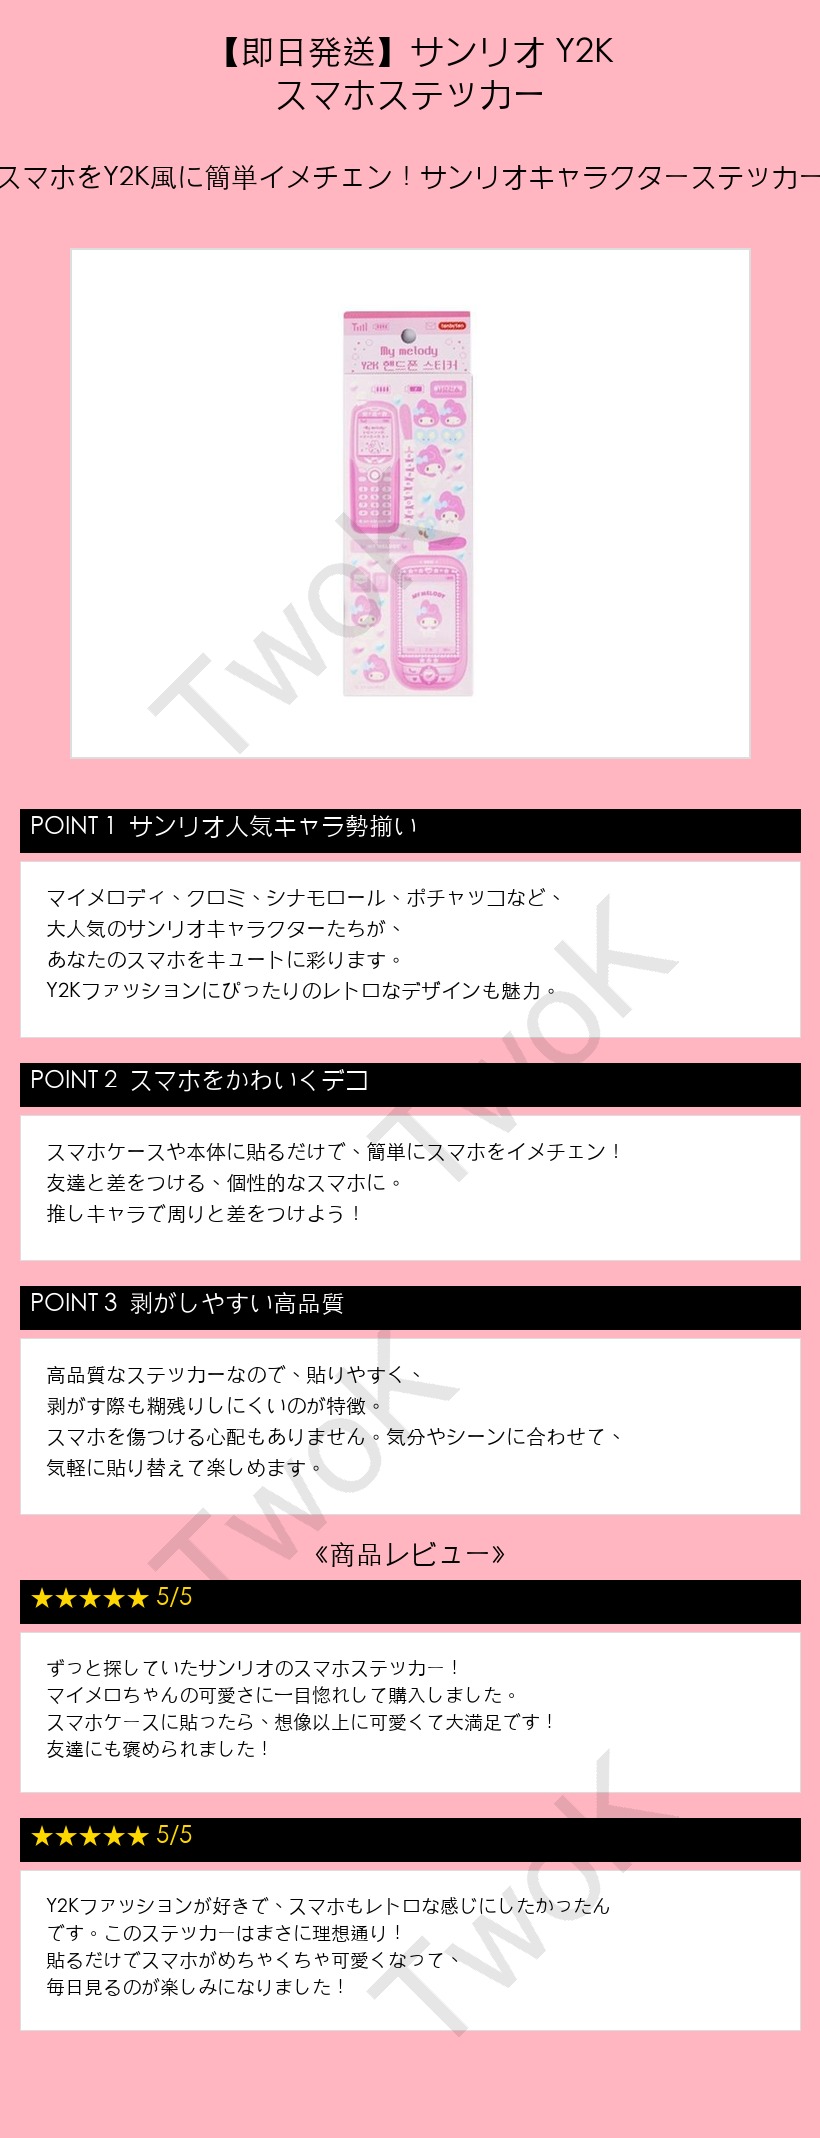 【即日発送】サンリオ Y2K
スマホステッカー
スマホをY2K風に簡単イメチェン！サンリオキャラクターステッカー
My melody
Y2K 핸드폰 스티커
My Melody
MY MELODY
TwoK
POINT 1 サンリオ人気キャラ勢揃い
マイメロディ、クロミ、シナモロール、ポチャッコなど、
大人気のサンリオキャラクターたちが、
あなたのスマホをキュートに彩ります。
Y2Kファッションにぴったりのレトロなデザインも魅力。
TwoK
POINT 2 スマホをかわいくデコ
スマホケースや本体に貼るだけで、簡単にスマホをイメチェン！
友達と差をつける、個性的なスマホに。
推しキャラで周りと差をつけよう！
POINT 3 剥がしやすい高品質
高品質なステッカーなので、貼りやすく、
剥がす際も糊残りしにくいのが特徴。
スマホを傷つける心配もありません。気分やシーンに合わせて、
気軽に貼り替えて楽しめます。
TwoK
《商品レビュー》
★★★★★ 5/5
ずっと探していたサンリオのスマホステッカー！
マイメロちゃんの可愛さに一目惚れして購入しました。
スマホケースに貼ったら、想像以上に可愛くて大満足です！
友達にも褒められました！
★★★★★ 5/5
Y2Kファッションが好きで、スマホもレトロな感じにしたかったん
です。このステッカーはまさに理想通り！
貼るだけでスマホがめちゃくちゃ可愛くなって、
毎日見るのが楽しみになりました！
TwoK